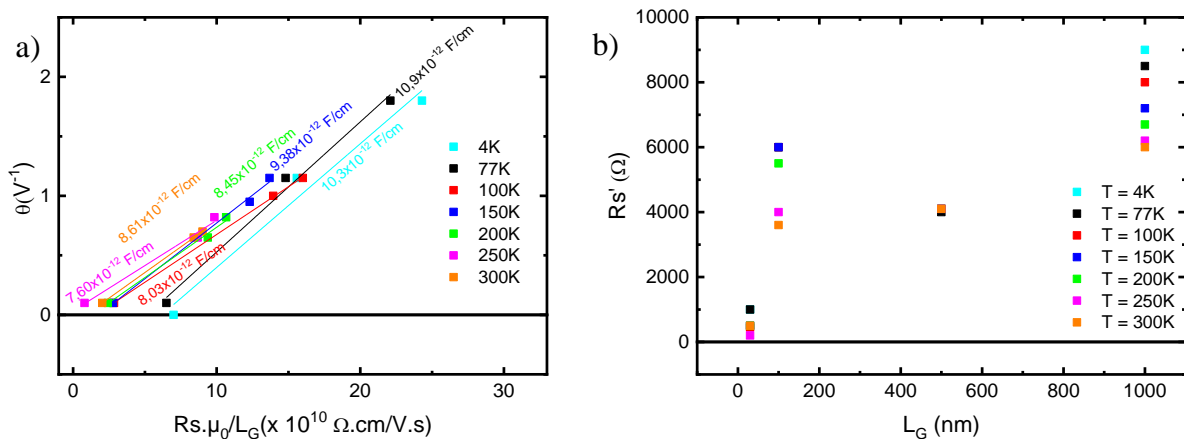 a)
θ(V⁻¹)
2
1
0
0
10
20
30
Rs.μ₀/L_G(x 10¹⁰ Ω.cm/V.s)
7,60x10⁻¹² F/cm
8,61x10⁻¹² F/cm
8,45x10⁻¹² F/cm
9,38x10⁻¹² F/cm
10,9x10⁻¹² F/cm
10,3x10⁻¹² F/cm
8,03x10⁻¹² F/cm
4K
77K
100K
150K
200K
250K
300K
b)
Rs' (Ω)
10000
8000
6000
4000
2000
0
0
200
400
600
800
1000
L_G (nm)
T = 4K
T = 77K
T = 100K
T = 150K
T = 200K
T = 250K
T = 300K